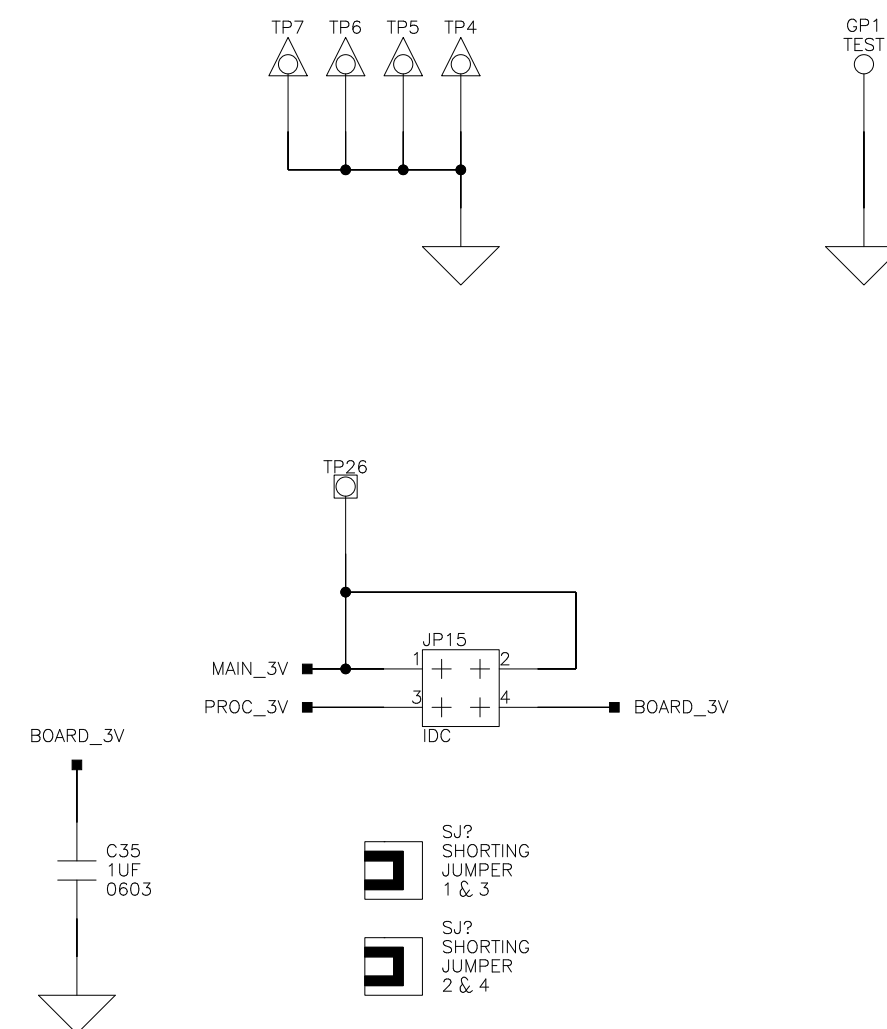 TP7 TP6 TP5 TP4
GP1
TEST
TP26
JP15
1 2
MAIN_3V
3 4
PROC_3V
BOARD_3V
IDC
BOARD_3V
C35
1UF
0603
SJ?
SHORTING
JUMPER
1 & 3
SJ?
SHORTING
JUMPER
2 & 4